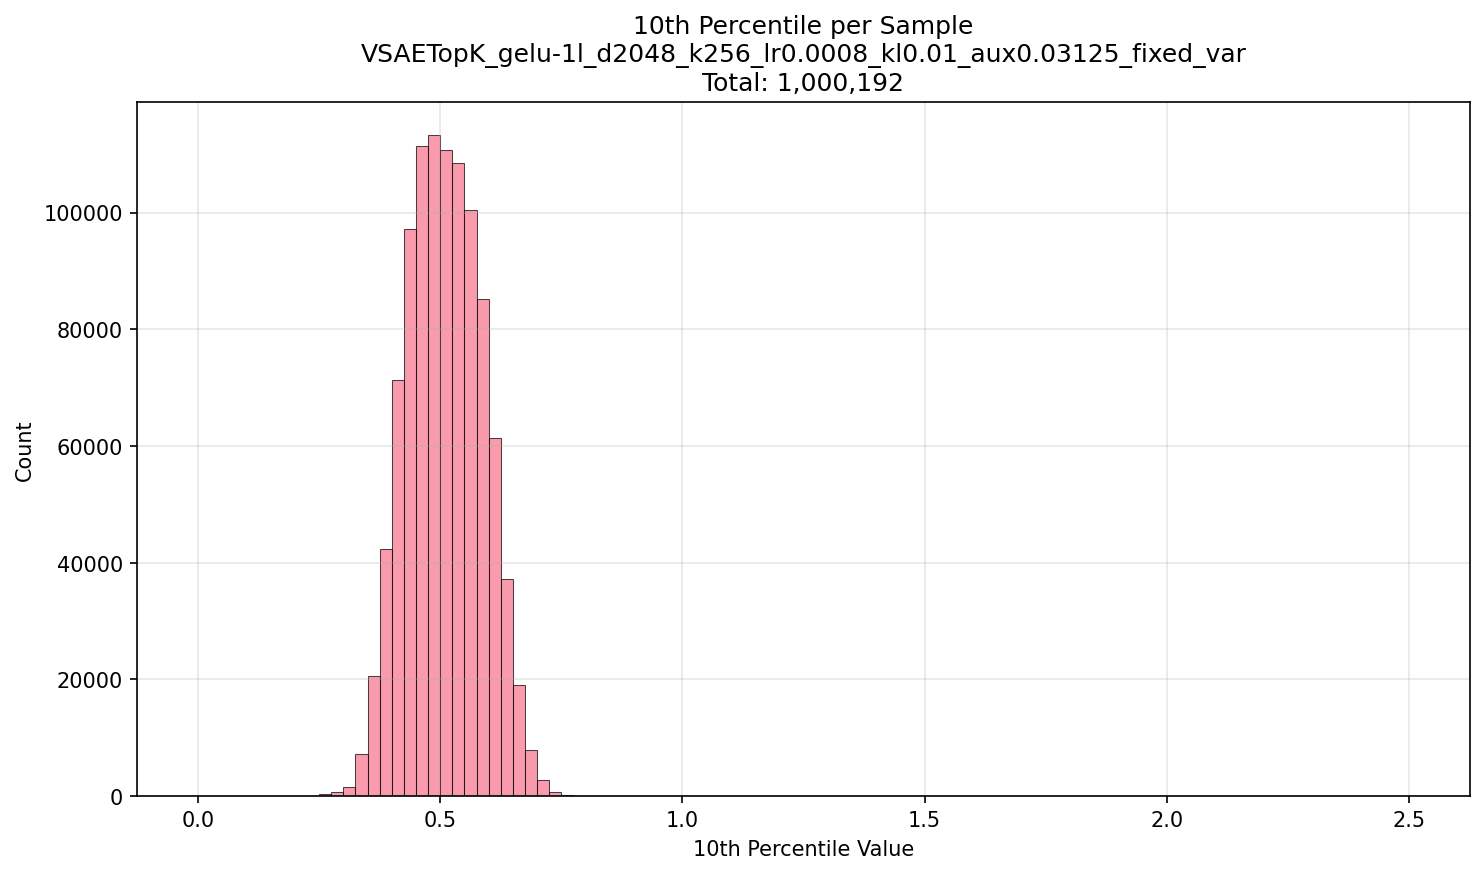 10th Percentile per Sample
VSAETopK_gelu-1l_d2048_k256_lr0.0008_kl0.01_aux0.03125_fixed_var
Total: 1,000,192
100000
80000
60000
40000
20000
0
Count
0.0 0.5 1.0 1.5 2.0 2.5
10th Percentile Value